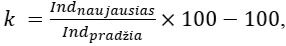 k = Ind_naujausias / Ind_pradžia × 100 − 100,